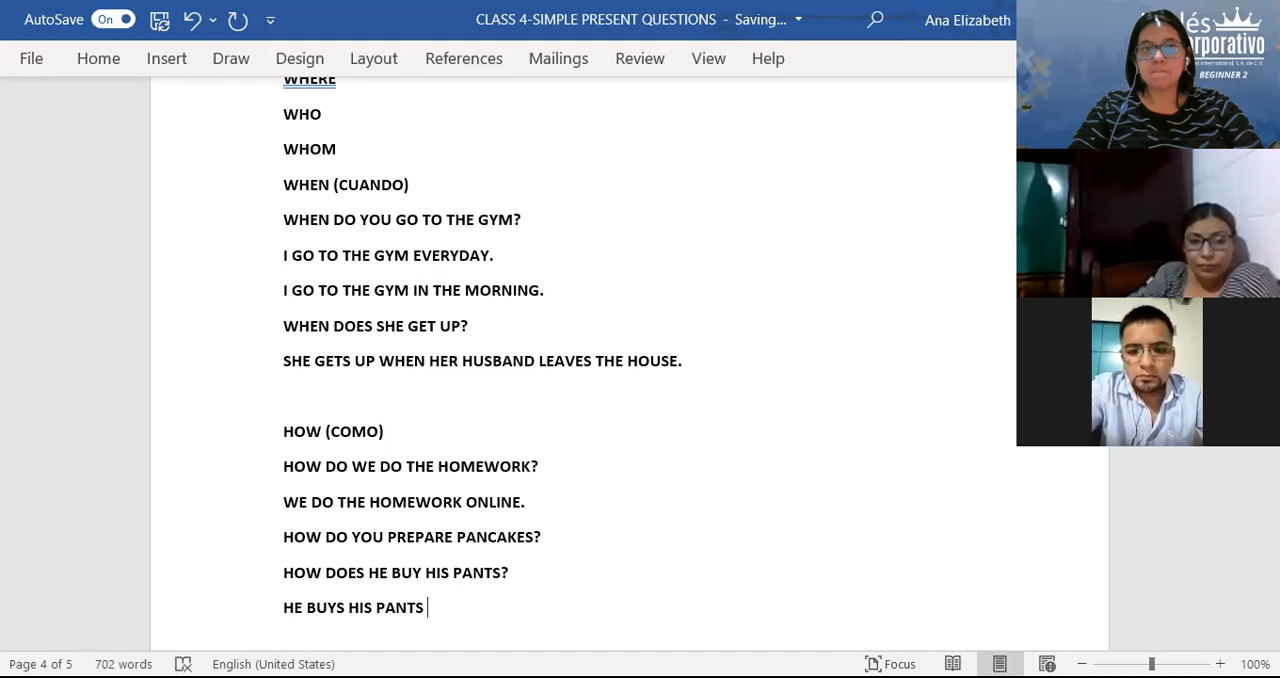 AutoSave On CLASS 4-SIMPLE PRESENT QUESTIONS - Saving... Ana Elizabeth
File Home Insert Draw Design Layout References Mailings Review View Help
WHERE
WHO
WHOM
WHEN (CUANDO)
WHEN DO YOU GO TO THE GYM?
I GO TO THE GYM EVERYDAY.
I GO TO THE GYM IN THE MORNING.
WHEN DOES SHE GET UP?
SHE GETS UP WHEN HER HUSBAND LEAVES THE HOUSE.
HOW (COMO)
HOW DO WE DO THE HOMEWORK?
WE DO THE HOMEWORK ONLINE.
HOW DO YOU PREPARE PANCAKES?
HOW DOES HE BUY HIS PANTS?
HE BUYS HIS PANTS
Page 4 of 5 702 words English (United States) Focus 100%
BEGINNER 2